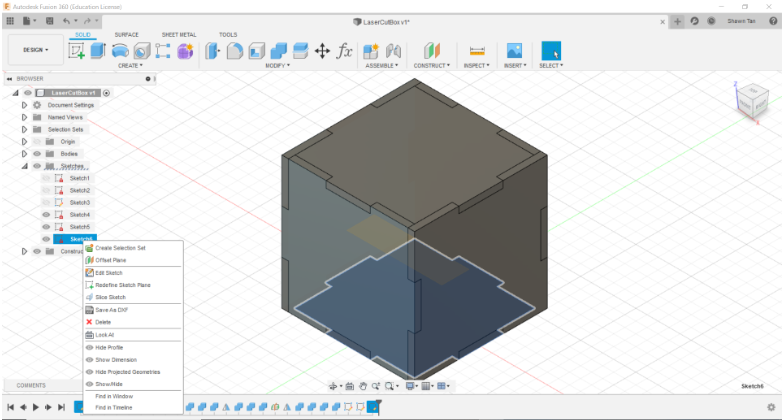 Autodesk Fusion 360 (Education License)
LaserCutBox v1*
Shawn Tan
SOLID SURFACE SHEET METAL TOOLS
DESIGN
CREATE MODIFY ASSEMBLE CONSTRUCT INSPECT INSERT SELECT
fx
BROWSER
LaserCutBox v1
Document Settings
Named Views
Selection Sets
Origin
Bodies
Sketches
Sketch1
Sketch2
Sketch3
Sketch4
Sketch5
Sketch6
Construc
Create Selection Set
Offset Plane
Edit Sketch
Redefine Sketch Plane
Slice Sketch
Save As DXF
Delete
Look At
Hide Profile
Show Dimension
Hide Projected Geometries
Show/Hide
Find in Window
Find in Timeline
Z
X
COMMENTS
Sketch6